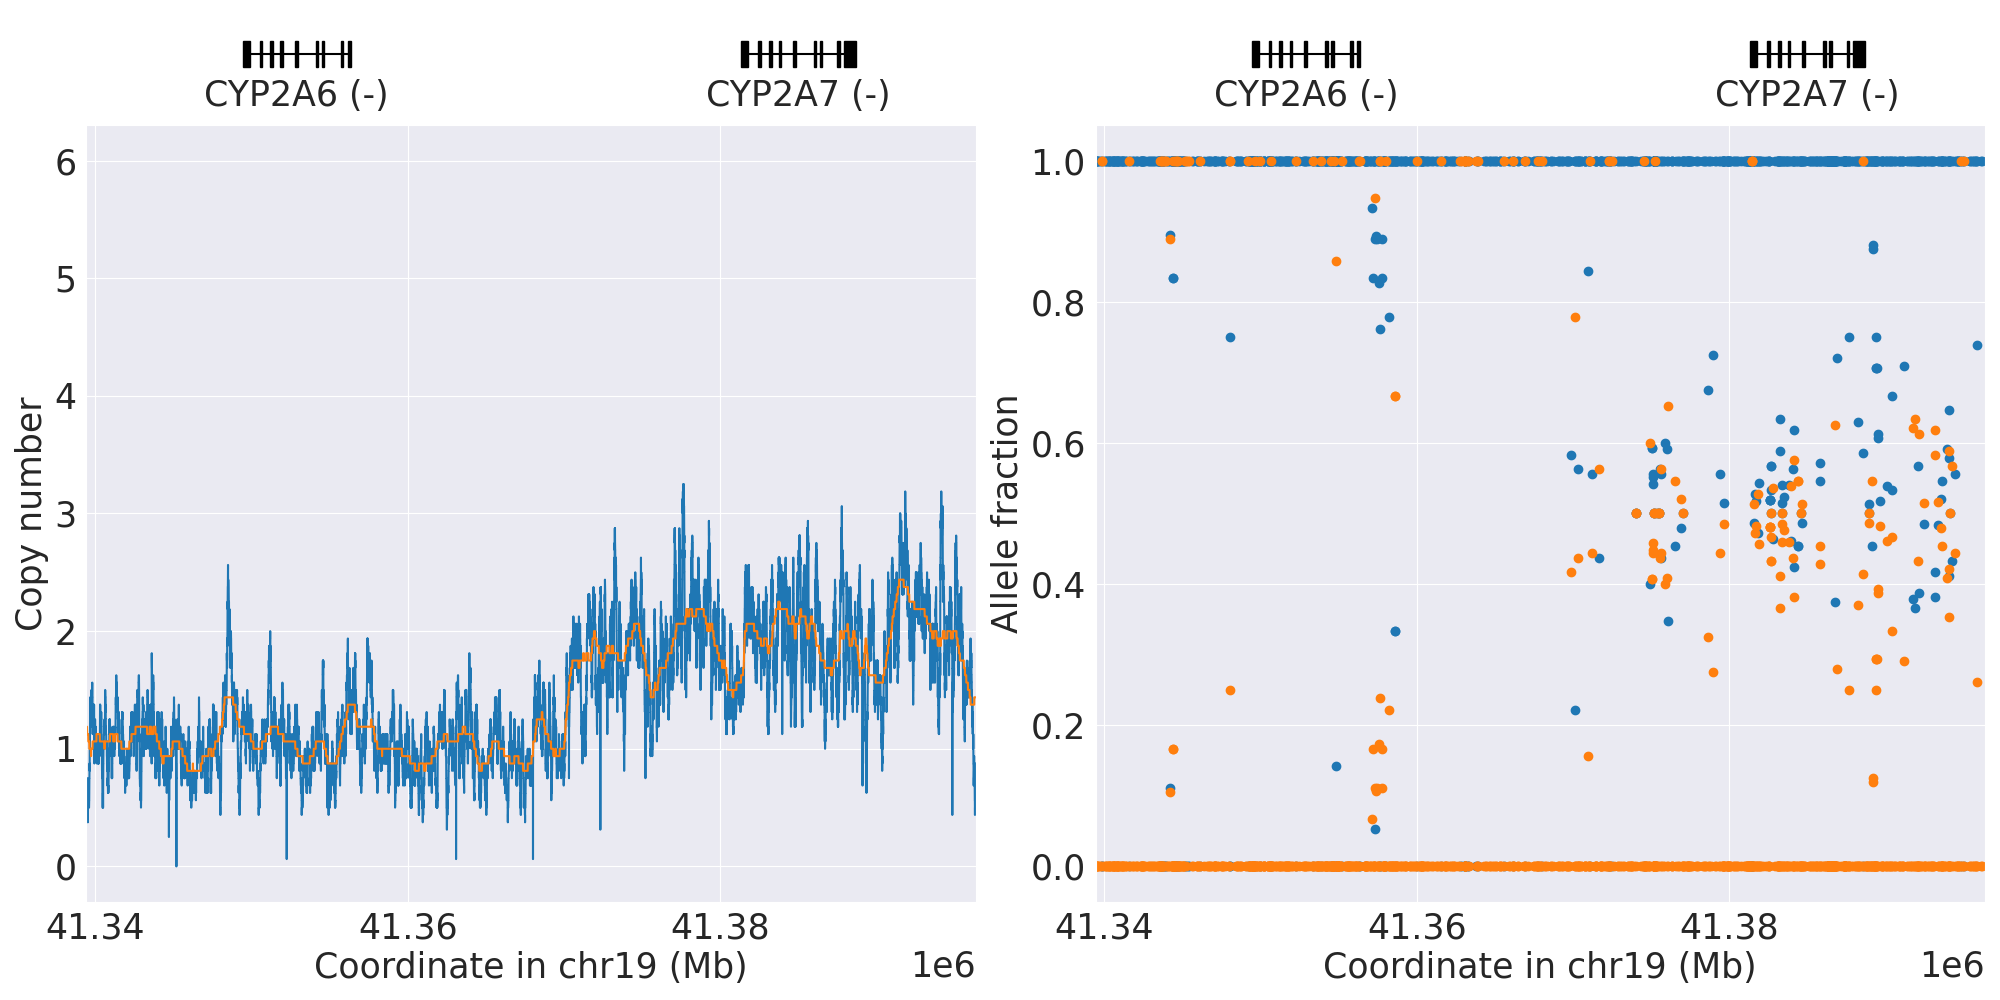 CYP2A6 (-)
CYP2A7 (-)
Copy number
6
5
4
3
2
1
0
41.34
41.36
41.38
Coordinate in chr19 (Mb)
1e6
CYP2A6 (-)
CYP2A7 (-)
Allele fraction
1.0
0.8
0.6
0.4
0.2
0.0
41.34
41.36
41.38
Coordinate in chr19 (Mb)
1e6